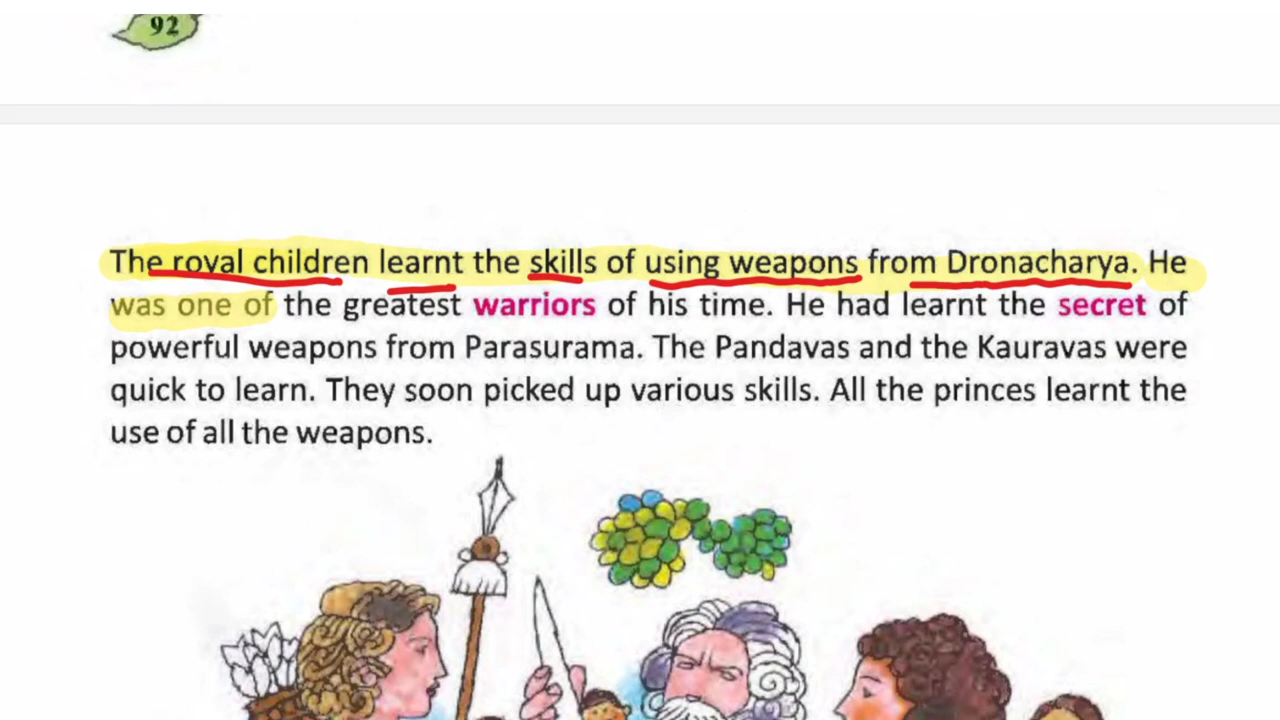 92
The royal children learnt the skills of using weapons from Dronacharya. He
was one of the greatest warriors of his time. He had learnt the secret of
powerful weapons from Parasurama. The Pandavas and the Kauravas were
quick to learn. They soon picked up various skills. All the princes learnt the
use of all the weapons.